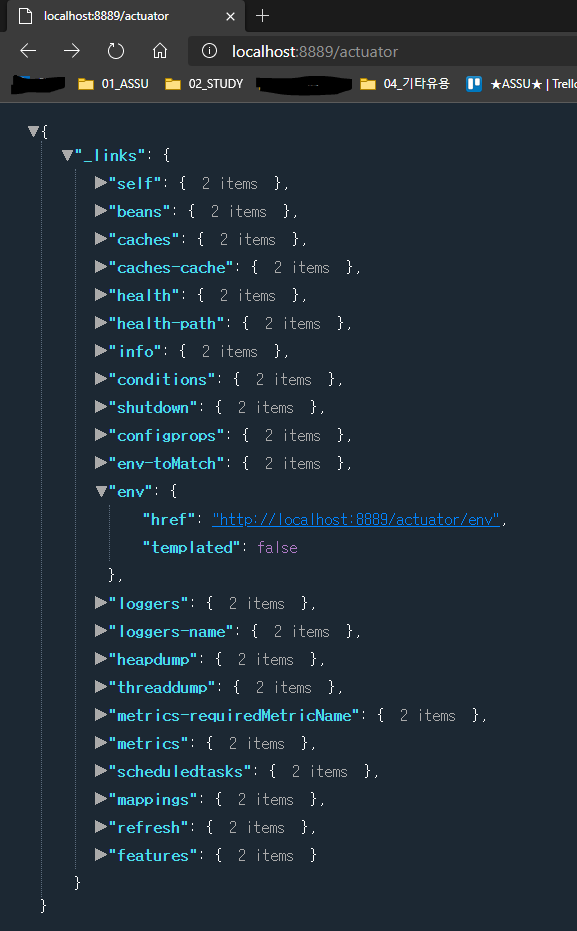 localhost:8889/actuator
localhost:8889/actuator
01_ASSU 02_STUDY 04_기타유용 ★ASSU★ | Trello
{
"_links": {
"self": { 2 items },
"beans": { 2 items },
"caches": { 2 items },
"caches-cache": { 2 items },
"health": { 2 items },
"health-path": { 2 items },
"info": { 2 items },
"conditions": { 2 items },
"shutdown": { 2 items },
"configprops": { 2 items },
"env-toMatch": { 2 items },
"env": {
"href": "http://localhost:8889/actuator/env",
"templated": false
},
"loggers": { 2 items },
"loggers-name": { 2 items },
"heapdump": { 2 items },
"threaddump": { 2 items },
"metrics-requiredMetricName": { 2 items },
"metrics": { 2 items },
"scheduledtasks": { 2 items },
"mappings": { 2 items },
"refresh": { 2 items },
"features": { 2 items }
}
}